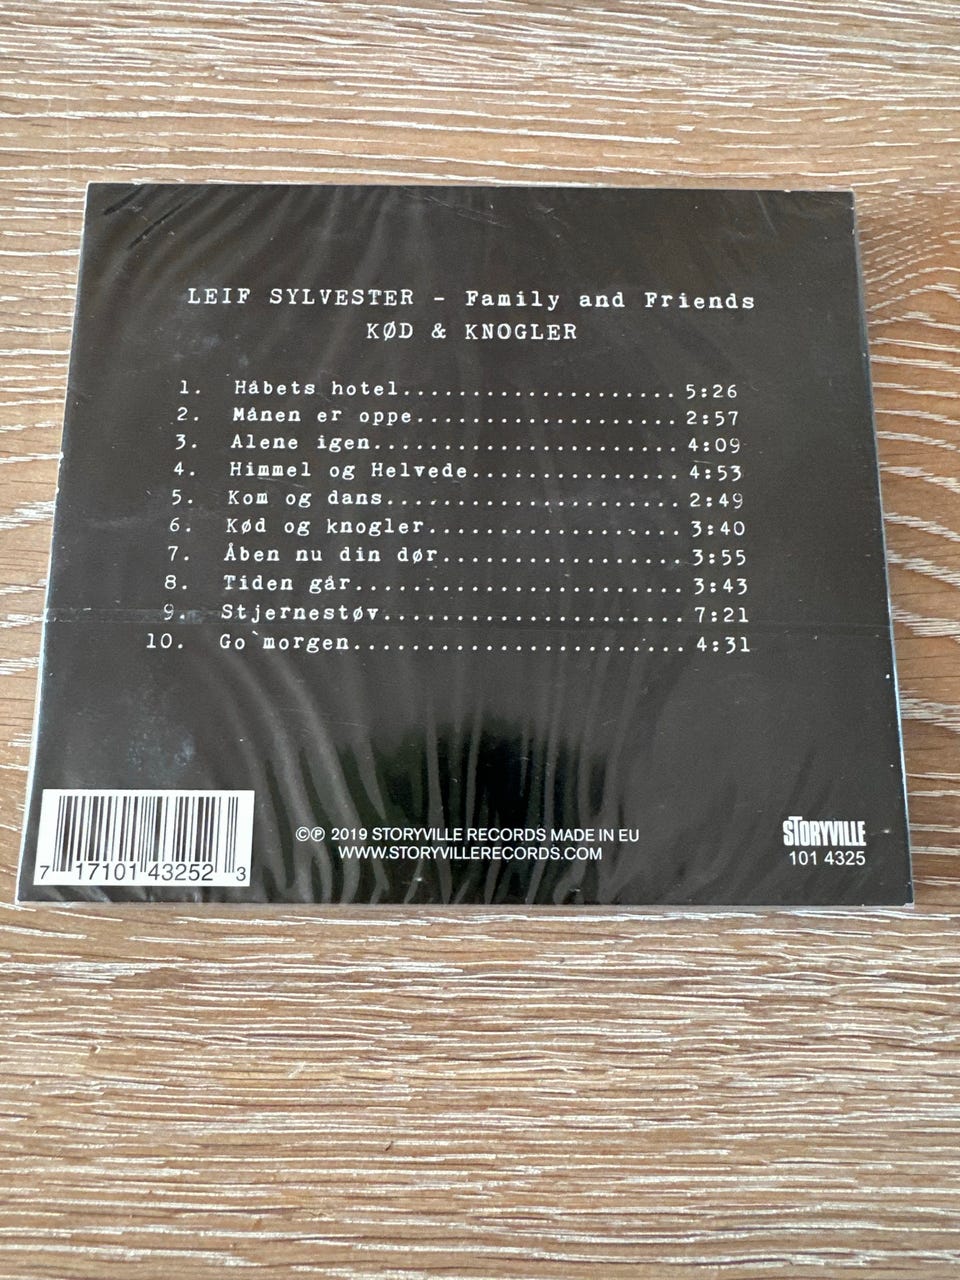 LEIF SYLVESTER - Family and Friends
KØD & KNOGLER
1. Håbets hotel.................... 5:26
2. Månen er oppe................... 2:57
3. Alene igen...................... 4:09
4. Himmel og Helvede............... 4:53
5. Kom og dans..................... 2:49
6. Kød og knogler.................. 3:40
7. Åben nu din dør................. 3:55
8. Tiden går....................... 3:43
9. Stjernestøv..................... 7:21
10. Go`morgen....................... 4:31
©℗ 2019 STORYVILLE RECORDS MADE IN EU
WWW.STORYVILLERECORDS.COM
STORYVILLE
101 4325
7 17101 43252 3